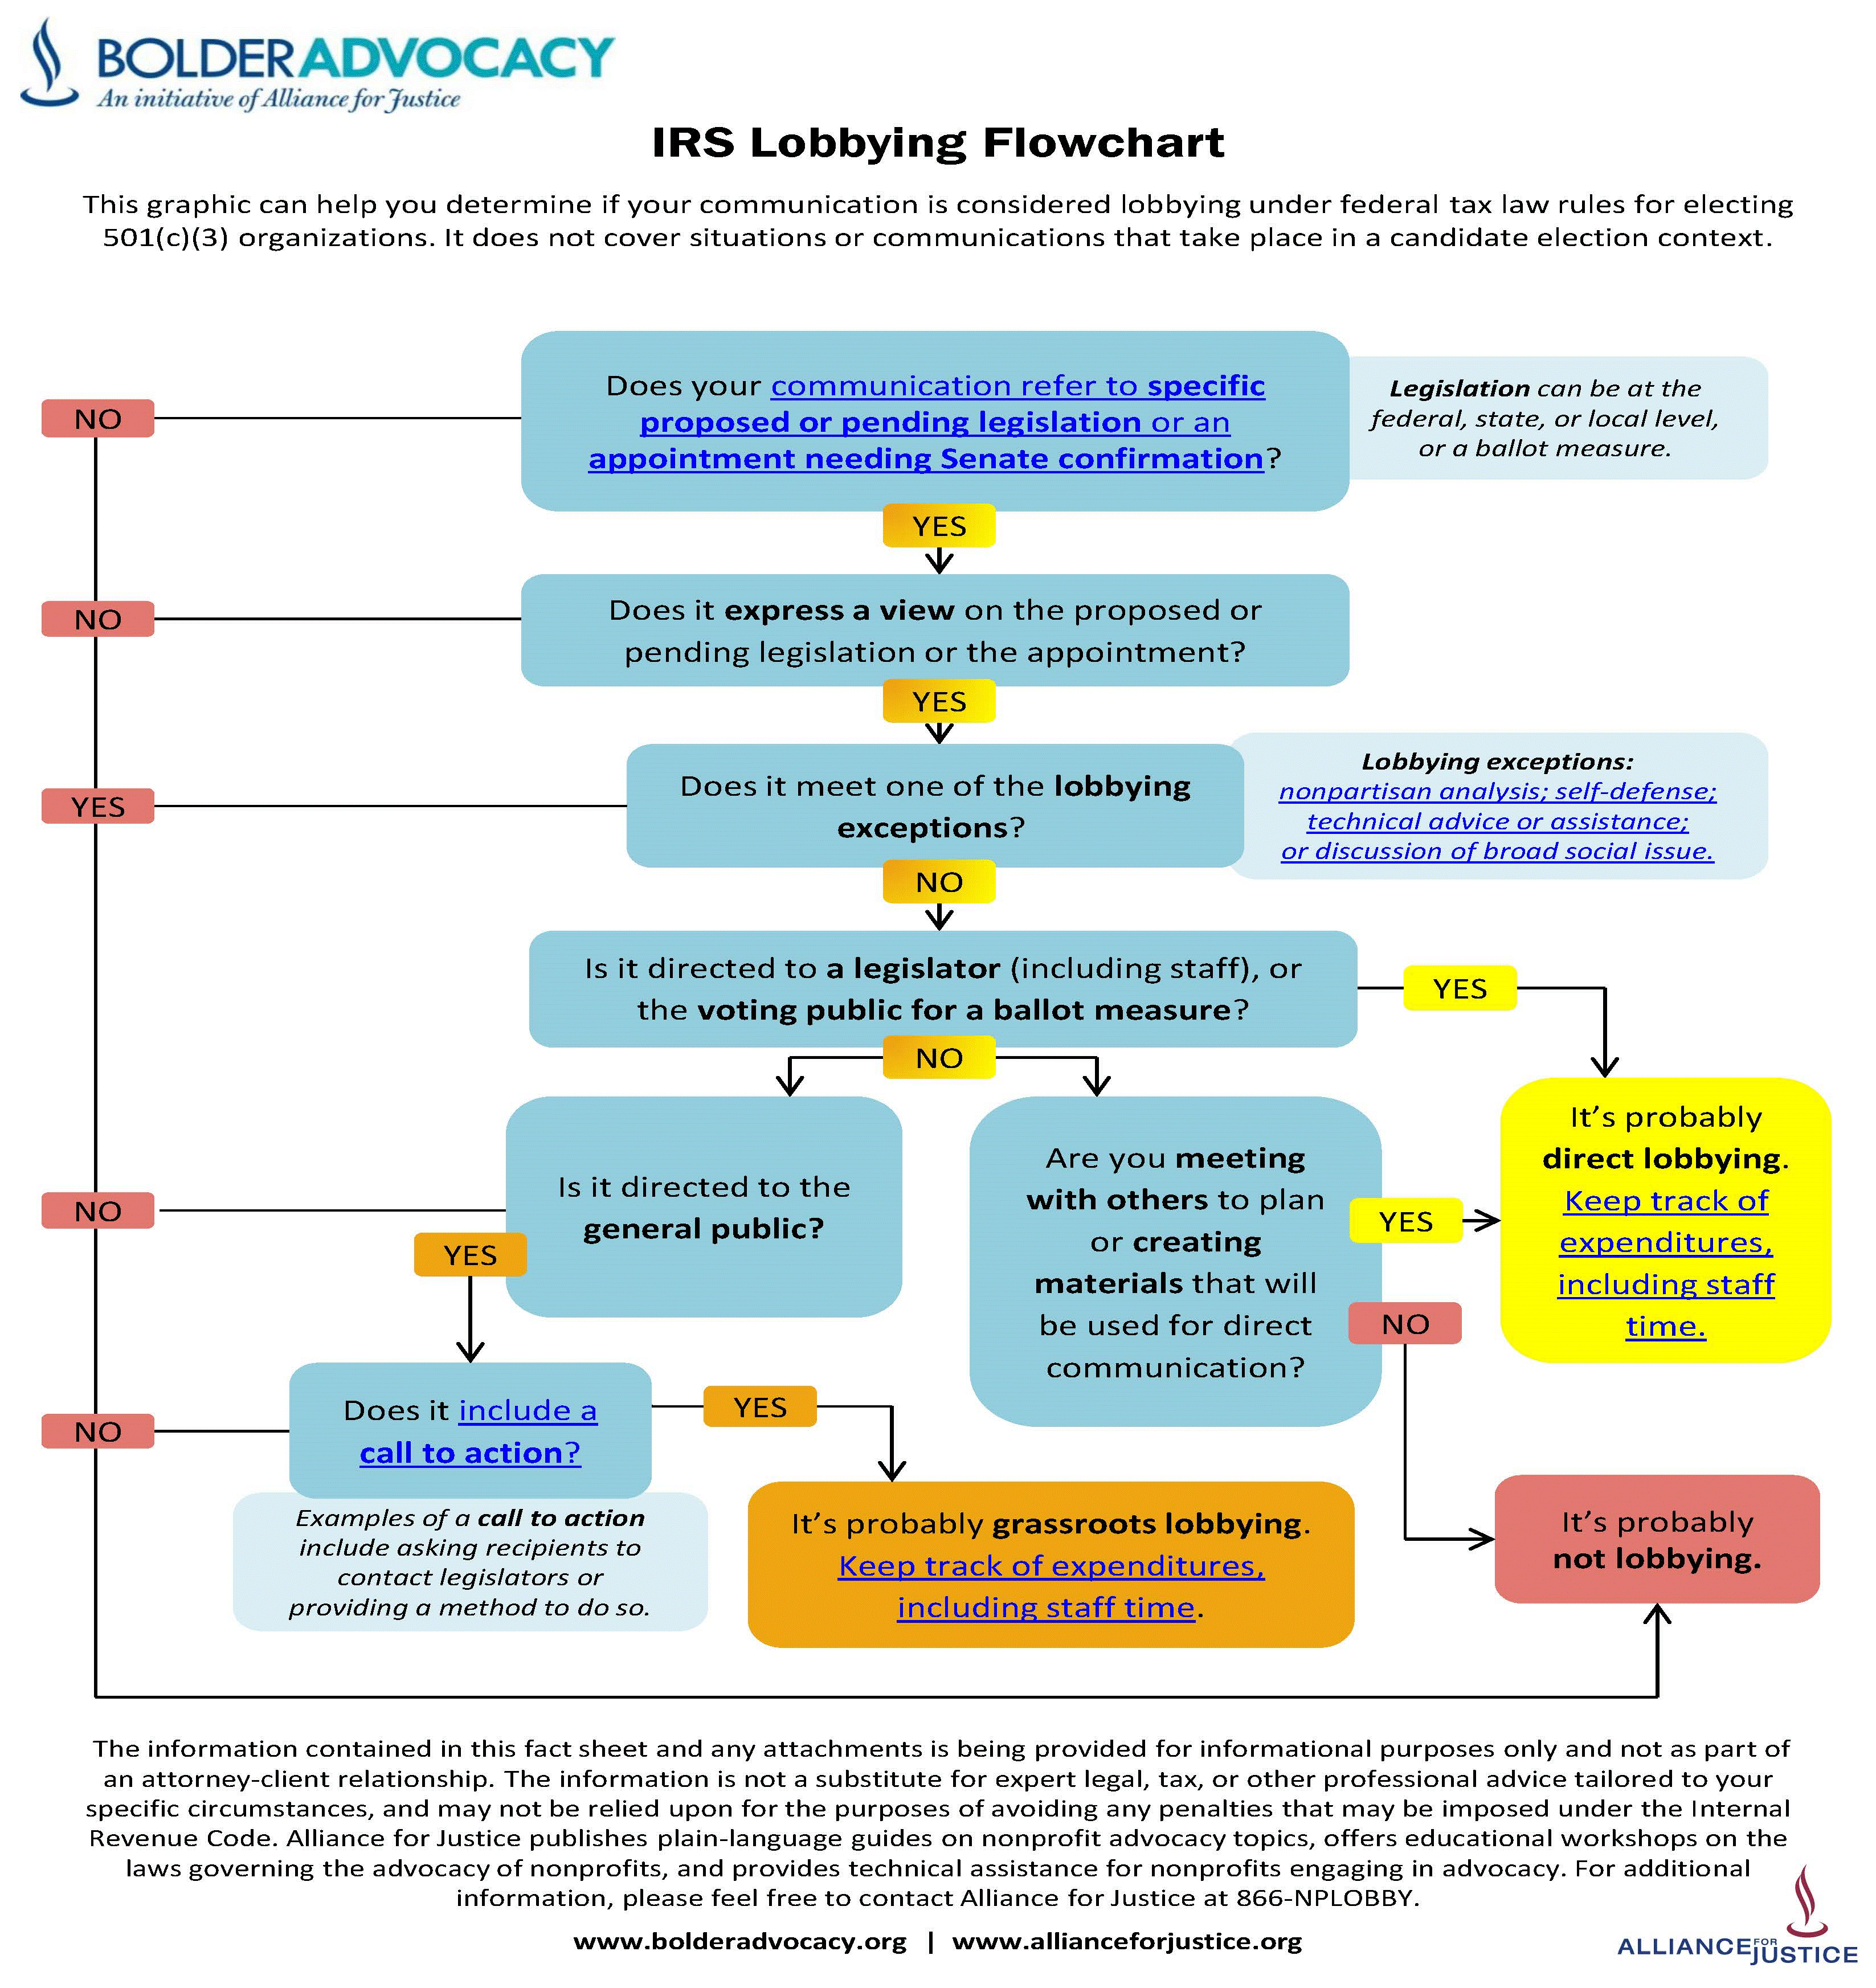 BOLDERADVOCACY
An initiative of Alliance for Justice
IRS Lobbying Flowchart
This graphic can help you determine if your communication is considered lobbying under federal tax law rules for electing
501(c)(3) organizations. It does not cover situations or communications that take place in a candidate election context.
Does your communication refer to specific
proposed or pending legislation or an
appointment needing Senate confirmation?
Legislation can be at the
federal, state, or local level,
or a ballot measure.
NO
YES
Does it express a view on the proposed or
pending legislation or the appointment?
NO
YES
Does it meet one of the lobbying
exceptions?
Lobbying exceptions:
nonpartisan analysis; self-defense;
technical advice or assistance;
or discussion of broad social issue.
YES
NO
Is it directed to a legislator (including staff), or
the voting public for a ballot measure?
YES
NO
Is it directed to the
general public?
NO
YES
Are you meeting
with others to plan
or creating
materials that will
be used for direct
communication?
YES
NO
It's probably
direct lobbying.
Keep track of
expenditures,
including staff
time.
Does it include a
call to action?
NO
YES
Examples of a call to action
include asking recipients to
contact legislators or
providing a method to do so.
It's probably grassroots lobbying.
Keep track of expenditures,
including staff time.
It's probably
not lobbying.
The information contained in this fact sheet and any attachments is being provided for informational purposes only and not as part of
an attorney-client relationship. The information is not a substitute for expert legal, tax, or other professional advice tailored to your
specific circumstances, and may not be relied upon for the purposes of avoiding any penalties that may be imposed under the Internal
Revenue Code. Alliance for Justice publishes plain-language guides on nonprofit advocacy topics, offers educational workshops on the
laws governing the advocacy of nonprofits, and provides technical assistance for nonprofits engaging in advocacy. For additional
information, please feel free to contact Alliance for Justice at 866-NPLOBBY.
www.bolderadvocacy.org | www.allianceforjustice.org
ALLIANCE FOR JUSTICE